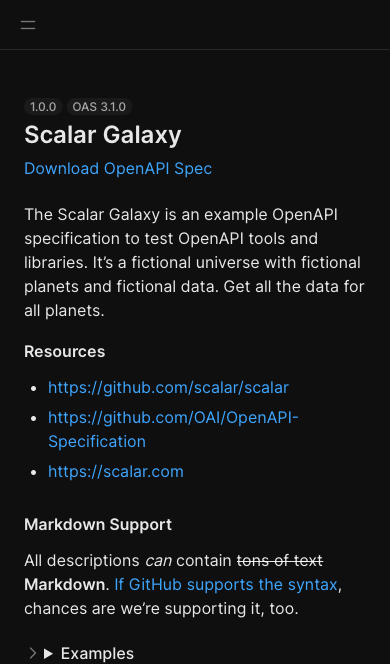 1.0.0 OAS 3.1.0
Scalar Galaxy
Download OpenAPI Spec
The Scalar Galaxy is an example OpenAPI
specification to test OpenAPI tools and
libraries. It’s a fictional universe with fictional
planets and fictional data. Get all the data for
all planets.
Resources
https://github.com/scalar/scalar
https://github.com/OAI/OpenAPI-
Specification
https://scalar.com
Markdown Support
All descriptions can contain tons of text
Markdown. If GitHub supports the syntax,
chances are we’re supporting it, too.
Examples